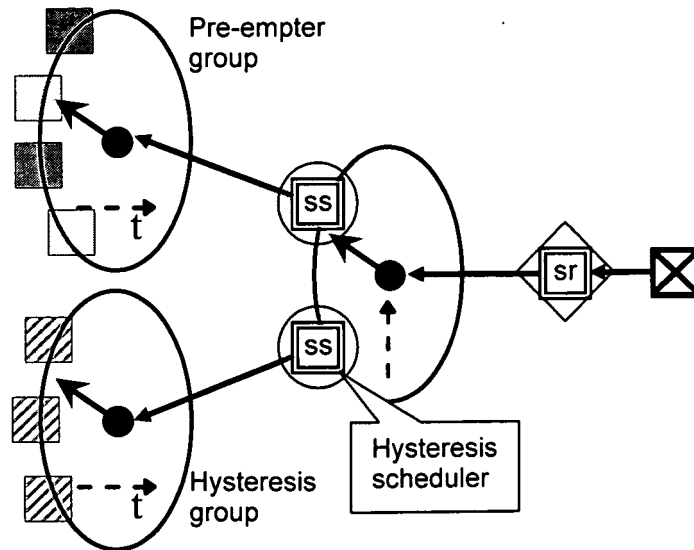 Pre-empter
group
ss
t
sr
ss
Hysteresis
scheduler
t
Hysteresis
group